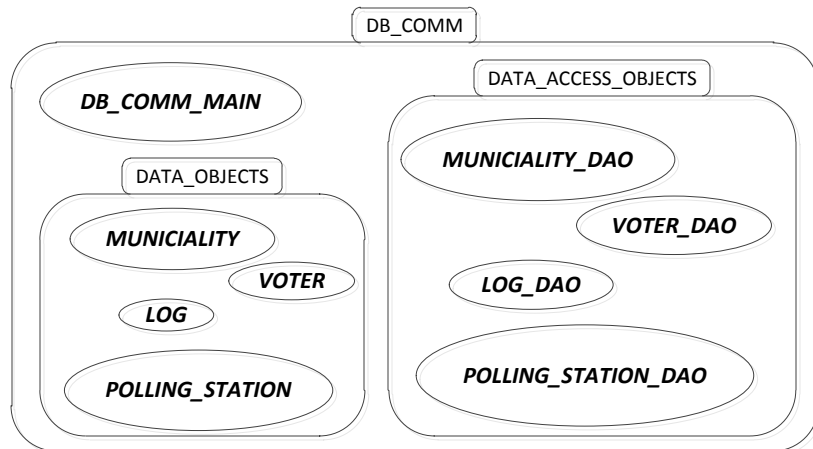 DB_COMM
DB_COMM_MAIN
DATA_OBJECTS
MUNICIALITY
VOTER
LOG
POLLING_STATION
DATA_ACCESS_OBJECTS
MUNICIALITY_DAO
VOTER_DAO
LOG_DAO
POLLING_STATION_DAO